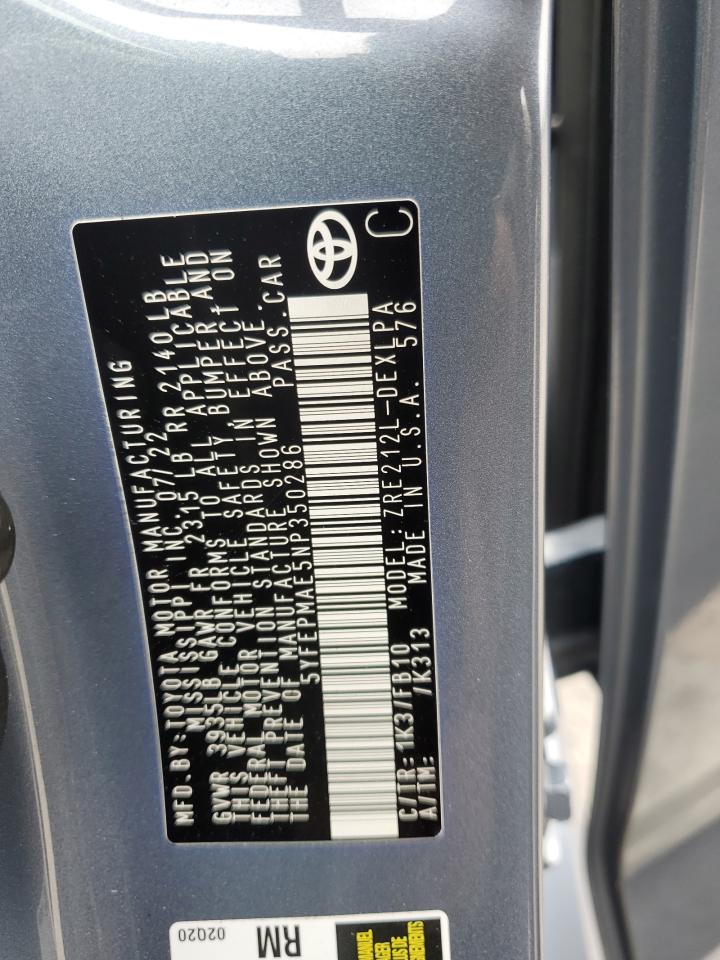 MFD.BY:TOYOTA MOTOR MANUFACTURING
MISSISSIPPI INC. 07/22
GVWR 3935LB GAWR FR 2315 LB RR 2140LB
THIS VEHICLE CONFORMS TO ALL APPLICABLE
FEDERAL MOTOR VEHICLE SAFETY, BUMPER AND
THEFT PREVENTION STANDARDS IN EFFECT ON
THE DATE OF MANUFACTURE SHOWN ABOVE.
5YFEPMAE5NP350286 PASS.CAR
C/TR: 1K3/FB10 MODEL: ZRE212L-DEXLPA
A/TM: /K313 MADE IN U.S.A. 576
C
02Q20
RM